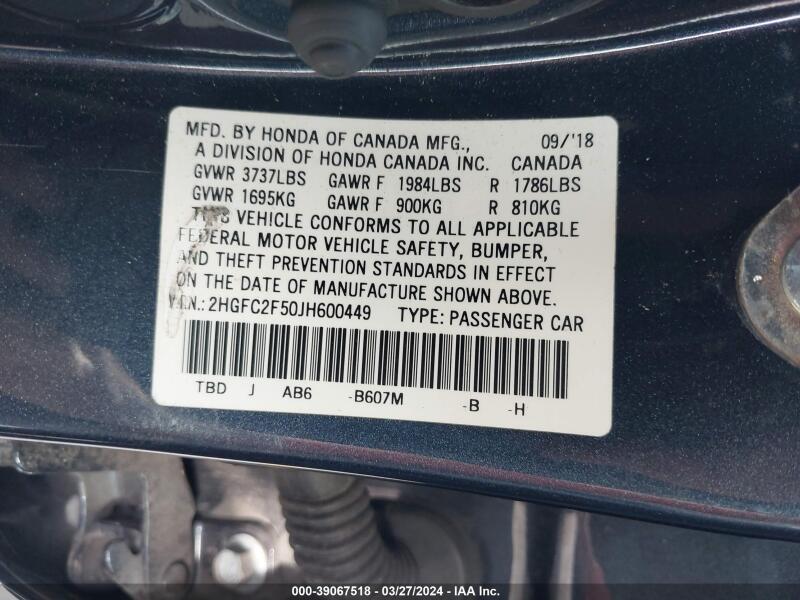 MFD. BY HONDA OF CANADA MFG., 09/'18
A DIVISION OF HONDA CANADA INC. CANADA
GVWR 3737LBS GAWR F 1984LBS R 1786LBS
GVWR 1695KG GAWR F 900KG R 810KG
THIS VEHICLE CONFORMS TO ALL APPLICABLE
FEDERAL MOTOR VEHICLE SAFETY, BUMPER,
AND THEFT PREVENTION STANDARDS IN EFFECT
ON THE DATE OF MANUFACTURE SHOWN ABOVE.
V.I.N.: 2HGFC2F50JH600449 TYPE: PASSENGER CAR
TBD J AB6 -B607M -B -H
000-39067518 - 03/27/2024 - IAA Inc.